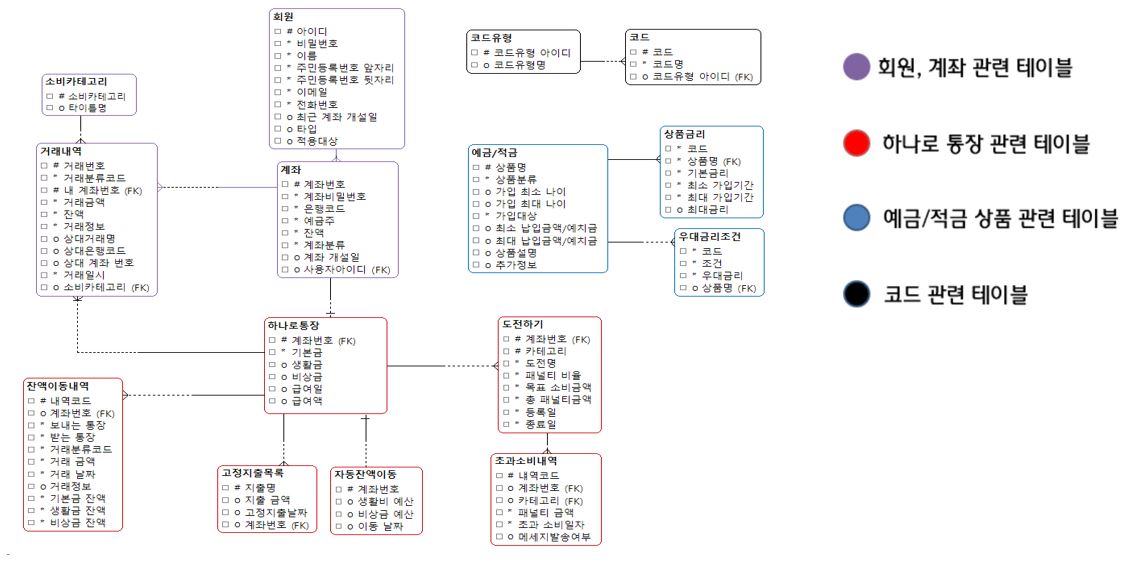 회원
# 아이디
* 비밀번호
* 이름
* 주민등록번호 앞자리
* 주민등록번호 뒷자리
* 이메일
* 전화번호
o 최근 계좌 개설일
o 타입
o 적용대상
코드유형
# 코드유형 아이디
o 코드유형명
코드
# 코드
* 코드명
o 코드유형 아이디 (FK)
소비카테고리
# 소비카테고리
o 타이틀명
거래내역
# 거래번호
* 거래분류코드
# 내 계좌번호 (FK)
* 거래금액
* 잔액
* 거래정보
o 상대거래명
o 상대은행코드
o 상대 계좌 번호
* 거래일시
o 소비카테고리 (FK)
계좌
# 계좌번호
* 계좌비밀번호
* 은행코드
* 예금주
* 잔액
* 계좌분류
o 계좌 개설일
o 사용자아이디 (FK)
예금/적금
# 상품명
* 상품분류
o 가입 최소 나이
o 가입 최대 나이
* 가입대상
o 최소 납입금액/예치금
o 최대 납입금액/예치금
o 상품설명
o 추가정보
상품금리
* 코드
* 상품명 (FK)
* 기본금리
* 최소 가입기간
* 최대 가입기간
o 최대금리
우대금리조건
* 코드
* 조건
* 우대금리
o 상품명 (FK)
하나로통장
# 계좌번호 (FK)
* 기본금
o 생활금
o 비상금
o 급여일
o 급여액
도전하기
# 계좌번호 (FK)
# 카테고리
* 도전명
* 패널티 비율
* 목표 소비금액
* 총 패널티금액
* 등록일
* 종료일
잔액이동내역
# 내역코드
o 계좌번호 (FK)
* 보내는 통장
* 받는 통장
* 거래분류코드
* 거래 금액
* 거래 날짜
o 거래정보
* 기본금 잔액
* 생활금 잔액
* 비상금 잔액
고정지출목록
# 지출명
o 지출 금액
o 고정지출날짜
o 계좌번호 (FK)
자동잔액이동
# 계좌번호
o 생활비 예산
o 비상금 예산
o 이동 날짜
초과소비내역
# 내역코드
o 계좌번호 (FK)
o 카테고리 (FK)
* 패널티 금액
* 초과 소비일자
o 메세지발송여부
회원, 계좌 관련 테이블
하나로 통장 관련 테이블
예금/적금 상품 관련 테이블
코드 관련 테이블